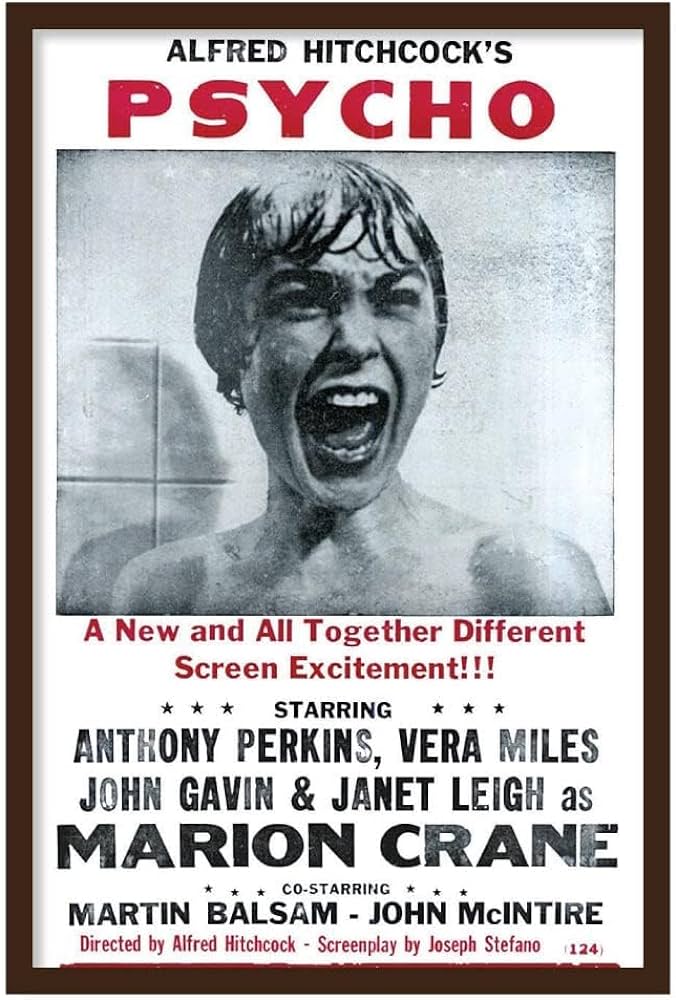 ALFRED HITCHCOCK'S
PSYCHO
A New and All Together Different
Screen Excitement!!!
★ ★ ★ STARRING ★ ★ ★
ANTHONY PERKINS, VERA MILES
JOHN GAVIN & JANET LEIGH as
MARION CRANE
★ ★ ★ CO-STARRING ★ ★ ★
MARTIN BALSAM - JOHN McINTIRE
Directed by Alfred Hitchcock - Screenplay by Joseph Stefano (124)